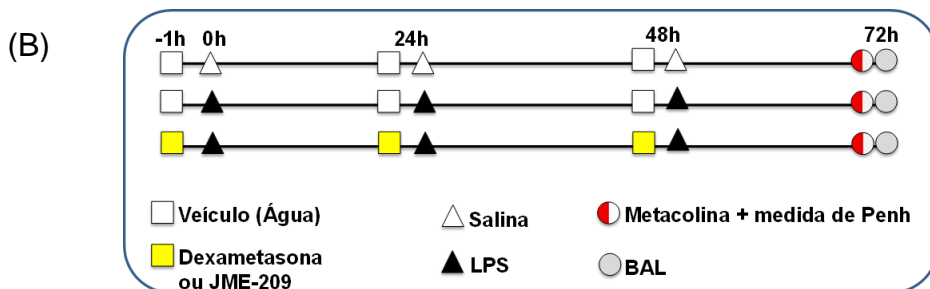 (B)
-1h 0h 24h 48h 72h
Veículo (Água) Salina Metacolina + medida de Penh
Dexametasona
ou JME-209 LPS BAL